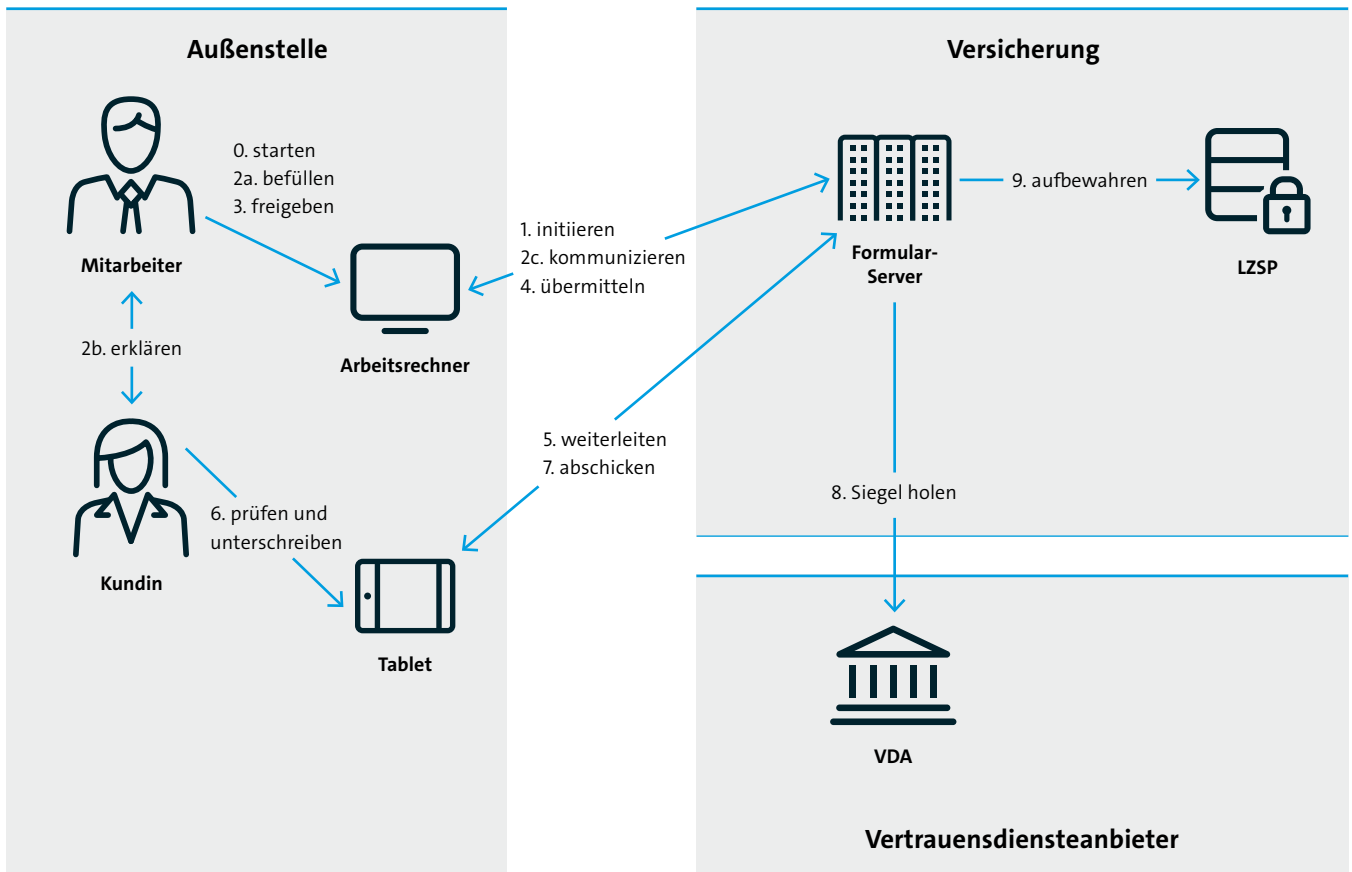 Außenstelle
Mitarbeiter
0. starten
2a. befüllen
3. freigeben
Arbeitsrechner
2b. erklären
Kundin
6. prüfen und
unterschreiben
Tablet
1. initiieren
2c. kommunizieren
4. übermitteln
5. weiterleiten
7. abschicken
Versicherung
Formular-
Server
9. aufbewahren
LZSP
8. Siegel holen
VDA
Vertrauensdiensteanbieter